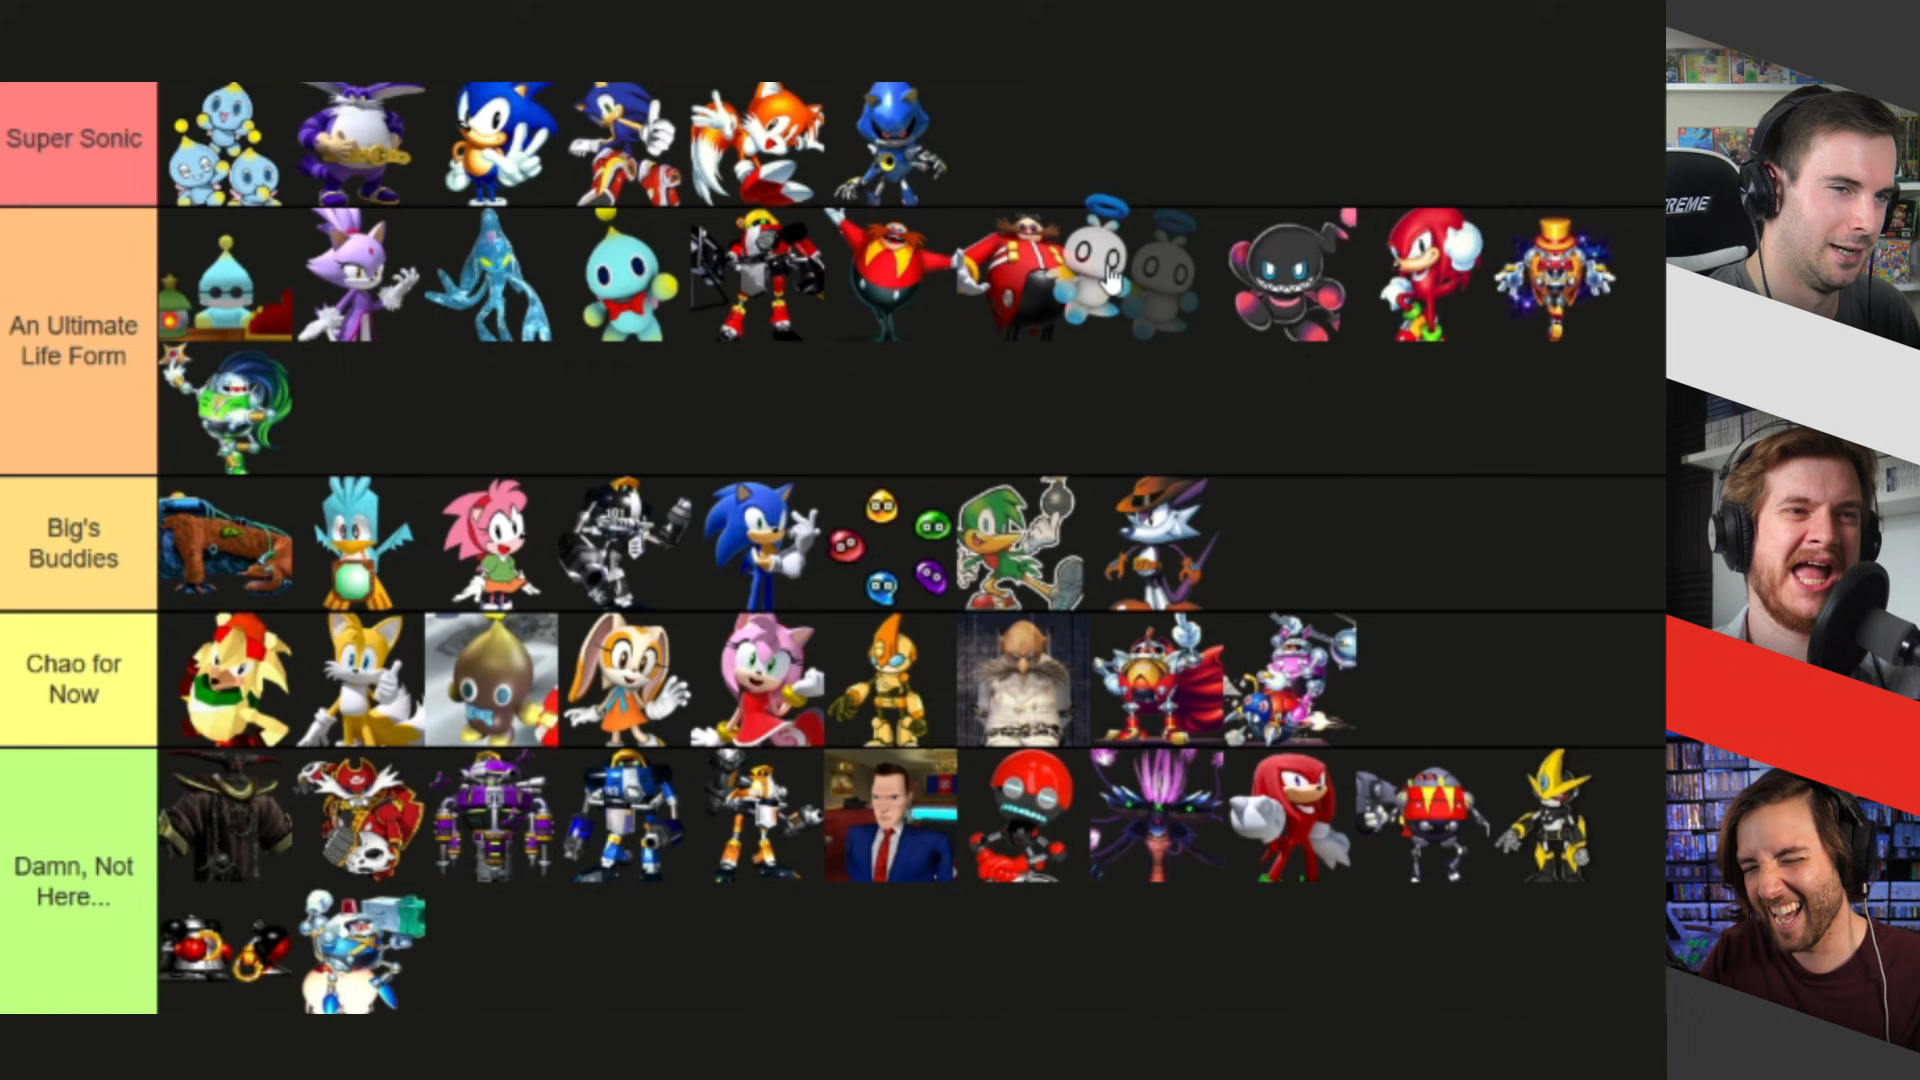 Super Sonic
An Ultimate
Life Form
Big's
Buddies
Chao for
Now
Damn, Not
Here...
REME